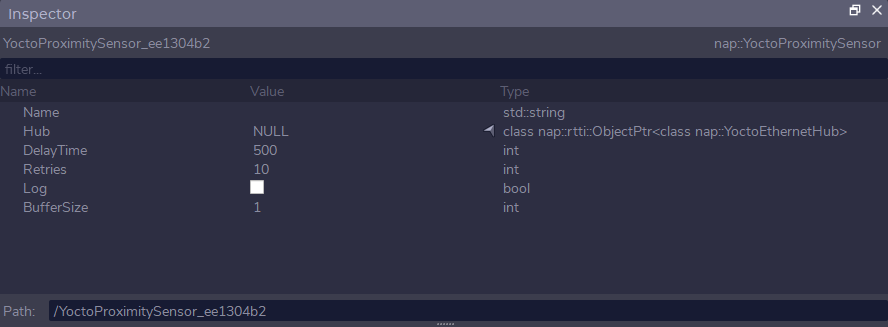 Inspector
YoctoProximitySensor_ee1304b2 nap::YoctoProximitySensor
filter...
Name Value Type
Name std::string
Hub NULL class nap::rtti::ObjectPtr<class nap::YoctoEthernetHub>
DelayTime 500 int
Retries 10 int
Log bool
BufferSize 1 int
Path: /YoctoProximitySensor_ee1304b2